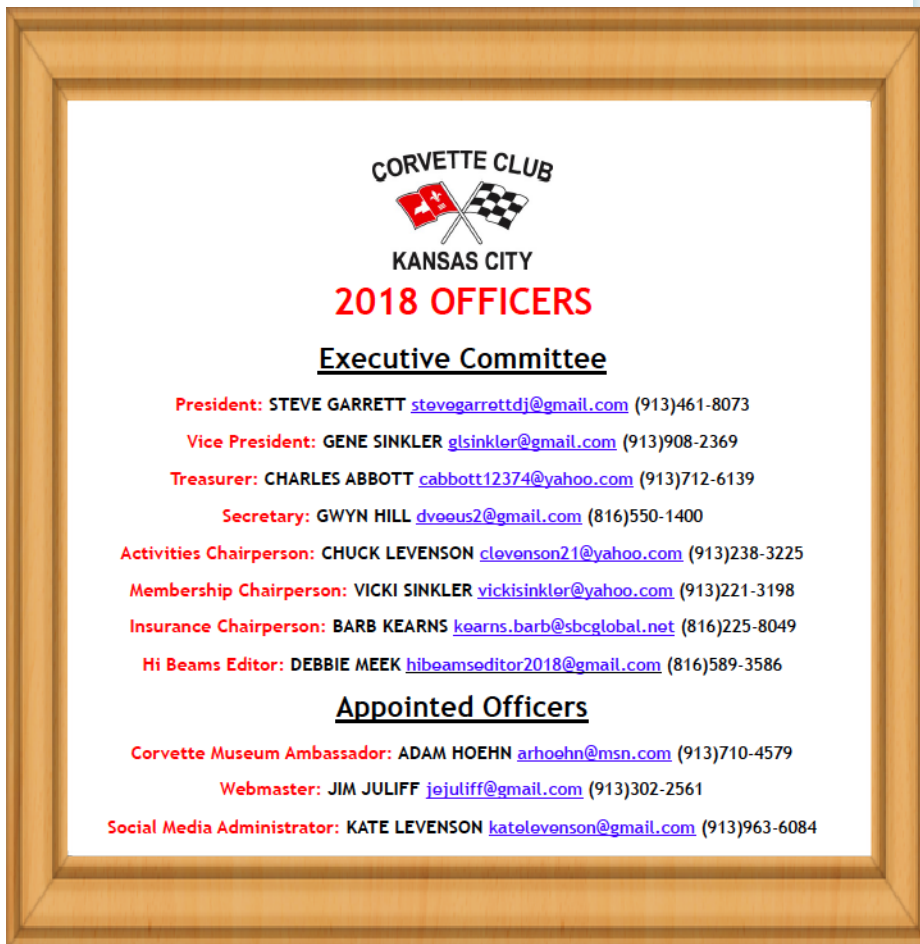 CORVETTE CLUB
KANSAS CITY
2018 OFFICERS
Executive Committee
President: STEVE GARRETT stevegarrettdj@gmail.com (913)461-8073
Vice President: GENE SINKLER glsinkler@gmail.com (913)908-2369
Treasurer: CHARLES ABBOTT cabbott12374@yahoo.com (913)712-6139
Secretary: GWYN HILL dveeus2@gmail.com (816)550-1400
Activities Chairperson: CHUCK LEVENSON clevenson21@yahoo.com (913)238-3225
Membership Chairperson: VICKI SINKLER vickisinkler@yahoo.com (913)221-3198
Insurance Chairperson: BARB KEARNS kearns.barb@sbcglobal.net (816)225-8049
Hi Beams Editor: DEBBIE MEEK hibeamseditor2018@gmail.com (816)589-3586
Appointed Officers
Corvette Museum Ambassador: ADAM HOEHN arhoehn@msn.com (913)710-4579
Webmaster: JIM JULIFF jejuliff@gmail.com (913)302-2561
Social Media Administrator: KATE LEVENSON katelevenson@gmail.com (913)963-6084